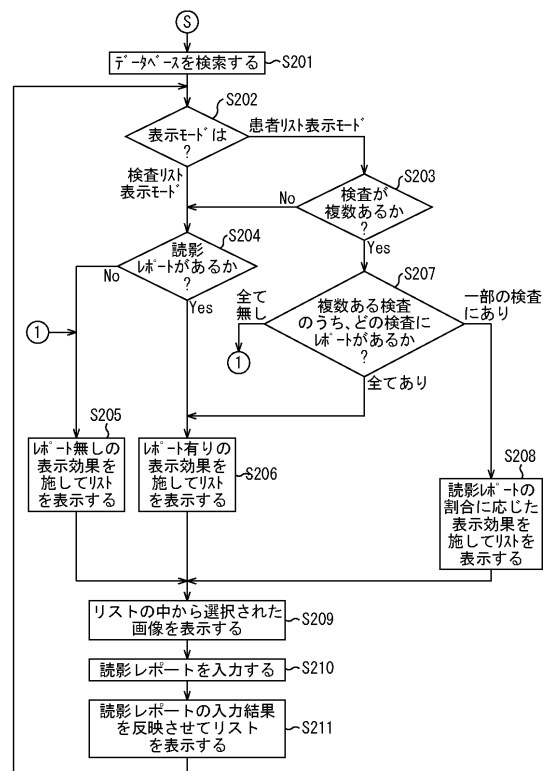 S
データベースを検索する
S201
S202
表示モードは
?
患者リスト表示モード
検査リスト
表示モード
S203
検査が
複数あるか
?
No
Yes
S204
読影
レポートがあるか
?
No
Yes
S207
複数ある検査
のうち、どの検査に
レポートがあるか
?
全て
無し
一部の検査
にあり
全てあり
1
1
S205
レポート無しの
表示効果を
施してリスト
を表示する
レポート有りの
表示効果を
施してリスト
を表示する
S206
S208
読影レポートの
割合に応じた
表示効果を
施してリストを
表示する
リストの中から選択された
画像を表示する
S209
読影レポートを入力する
S210
読影レポートの入力結果
を反映させてリスト
を表示する
S211